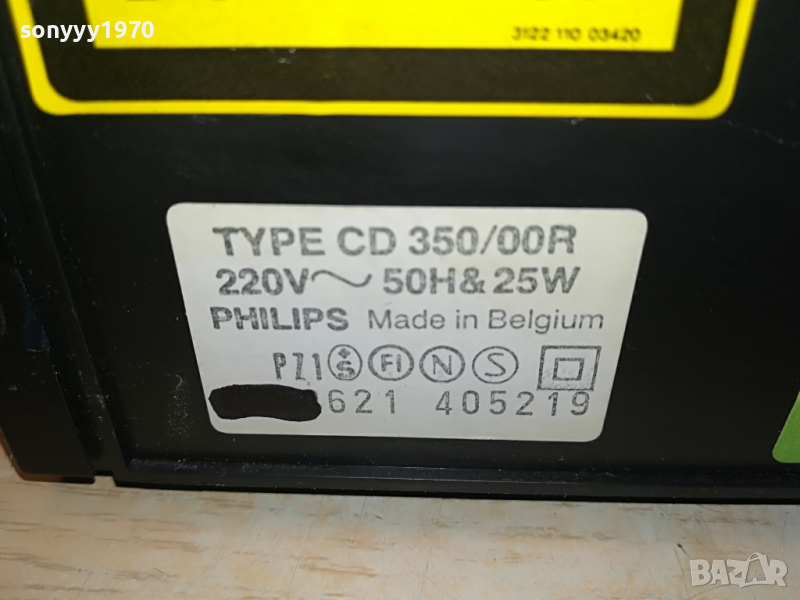 sonyyy1970
3122 110 03420
TYPE CD 350/00R
220V～ 50H& 25W
PHILIPS Made in Belgium
PZ1 S FI N S
621 405219
BAZAR